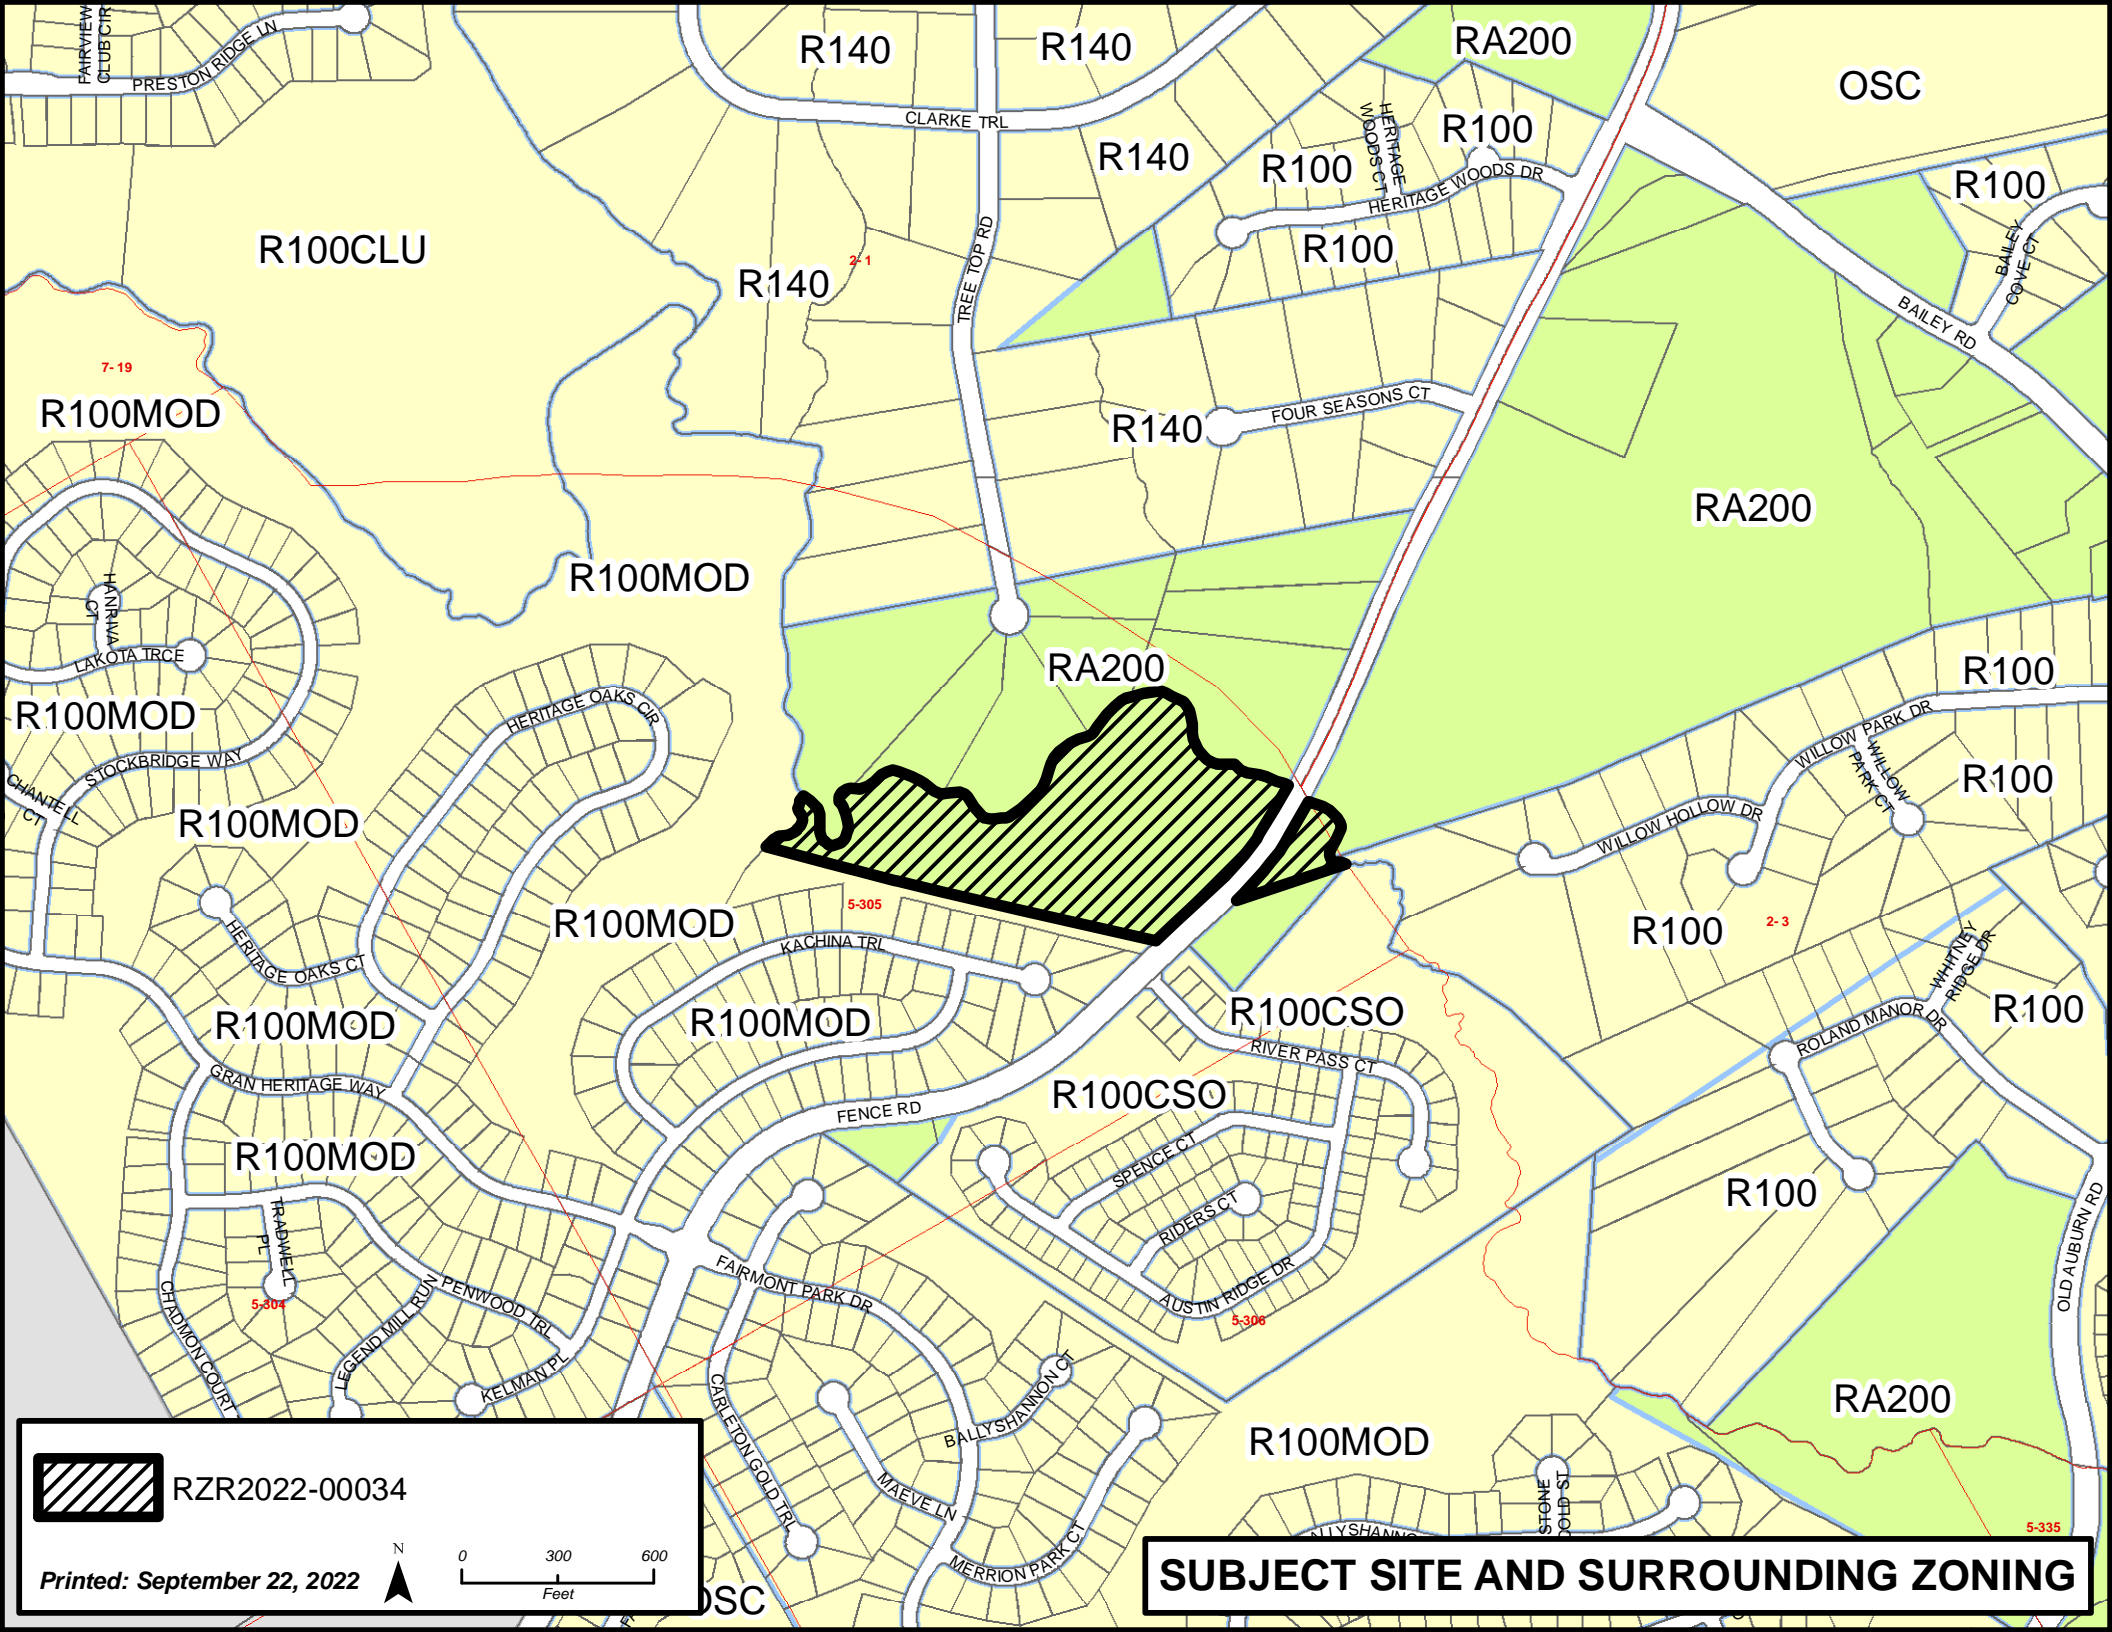 FAIRVIEW
CLUB CIR
PRESTON RIDGE LN
R140
R140
RA200
OSC
CLARKE TRL
R140
HERITAGE
WOODS CT
R100
R100
HERITAGE WOODS DR
R100
R100
BAILEY
COVE CT
R100CLU
2- 1
R140
TREE TOP RD
BAILEY RD
7- 19
R100MOD
R140
FOUR SEASONS CT
RA200
R100MOD
HANRIVA
CT
LAKOTA TRCE
RA200
R100
R100MOD
HERITAGE OAKS CIR
STOCKBRIDGE WAY
WILLOW PARK DR
WILLOW
PARK CT
R100
CHANTELL
CT
R100MOD
WILLOW HOLLOW DR
5-305
R100MOD
R100
2- 3
KACHINA TRL
HERITAGE OAKS CT
WHITNEY
RIDGE DR
R100MOD
R100MOD
R100CSO
R100
ROLAND MANOR DR
RIVER PASS CT
GRAN HERITAGE WAY
R100CSO
FENCE RD
R100MOD
SPENCE CT
R100
TRADWELL
PL
RIDERS CT
OLD AUBURN RD
FAIRMONT PARK DR
AUSTIN RIDGE DR
5-304
PENWOOD TRL
5-306
CHADMON COURT
LEGEND MILL RUN
KELMAN PL
BALLYSHANNON CT
CARLETON GOLD TRL
RA200
R100MOD
RZR2022-00034
MAEVE LN
STONE
MERRION PARK CT
5-335
N
0 300 600
Feet
Printed: September 22, 2022
SUBJECT SITE AND SURROUNDING ZONING